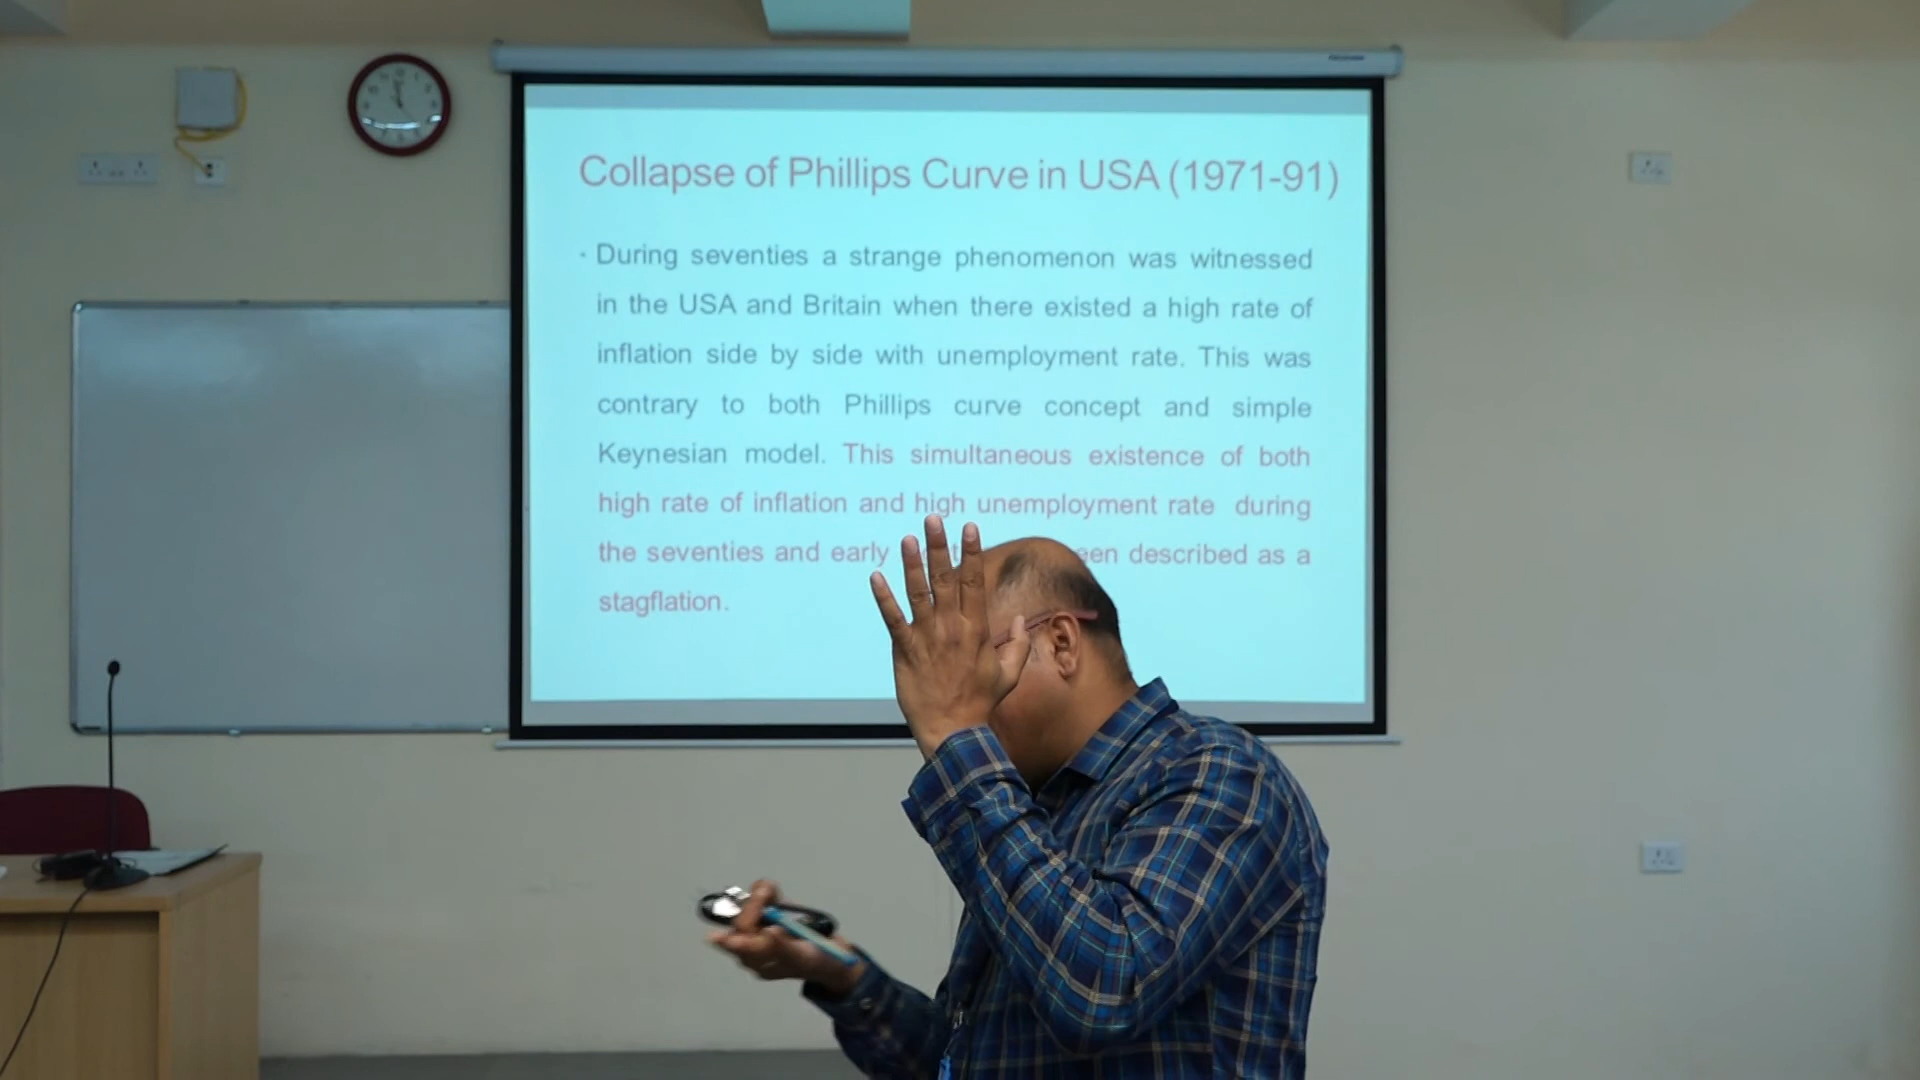 Collapse of Phillips Curve in USA (1971-91)
• During seventies a strange phenomenon was witnessed
in the USA and Britain when there existed a high rate of
inflation side by side with unemployment rate. This was
contrary to both Phillips curve concept and simple
Keynesian model. This simultaneous existence of both
high rate of inflation and high unemployment rate during
the seventies and early described as a
stagflation.